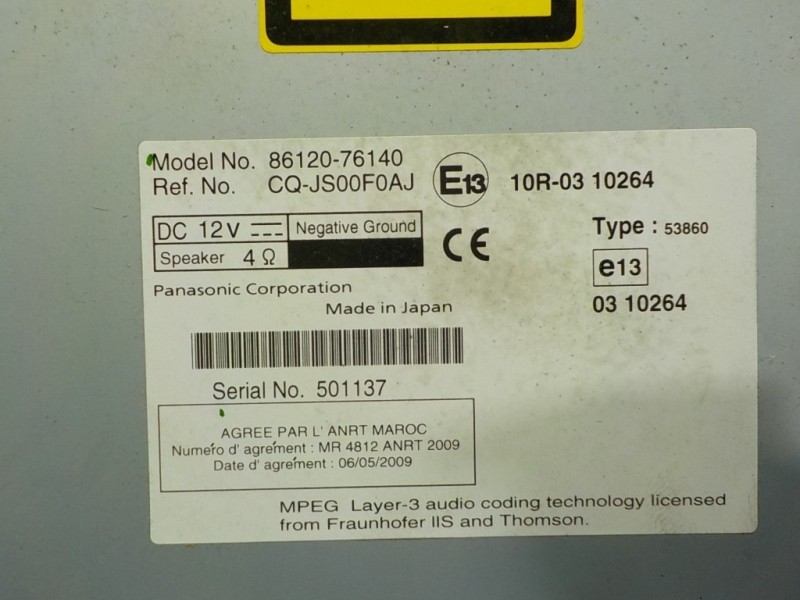 Model No. 86120-76140
Ref. No. CQ-JS00F0AJ
E13
10R-03 10264
DC 12V
Negative Ground
Speaker 4 Ω
CE
Type : 53860
e13
03 10264
Panasonic Corporation
Made in Japan
Serial No. 501137
AGREE PAR L' ANRT MAROC
Numero d' agrement : MR 4812 ANRT 2009
Date d' agrement : 06/05/2009
MPEG Layer-3 audio coding technology licensed
from Fraunhofer IIS and Thomson.